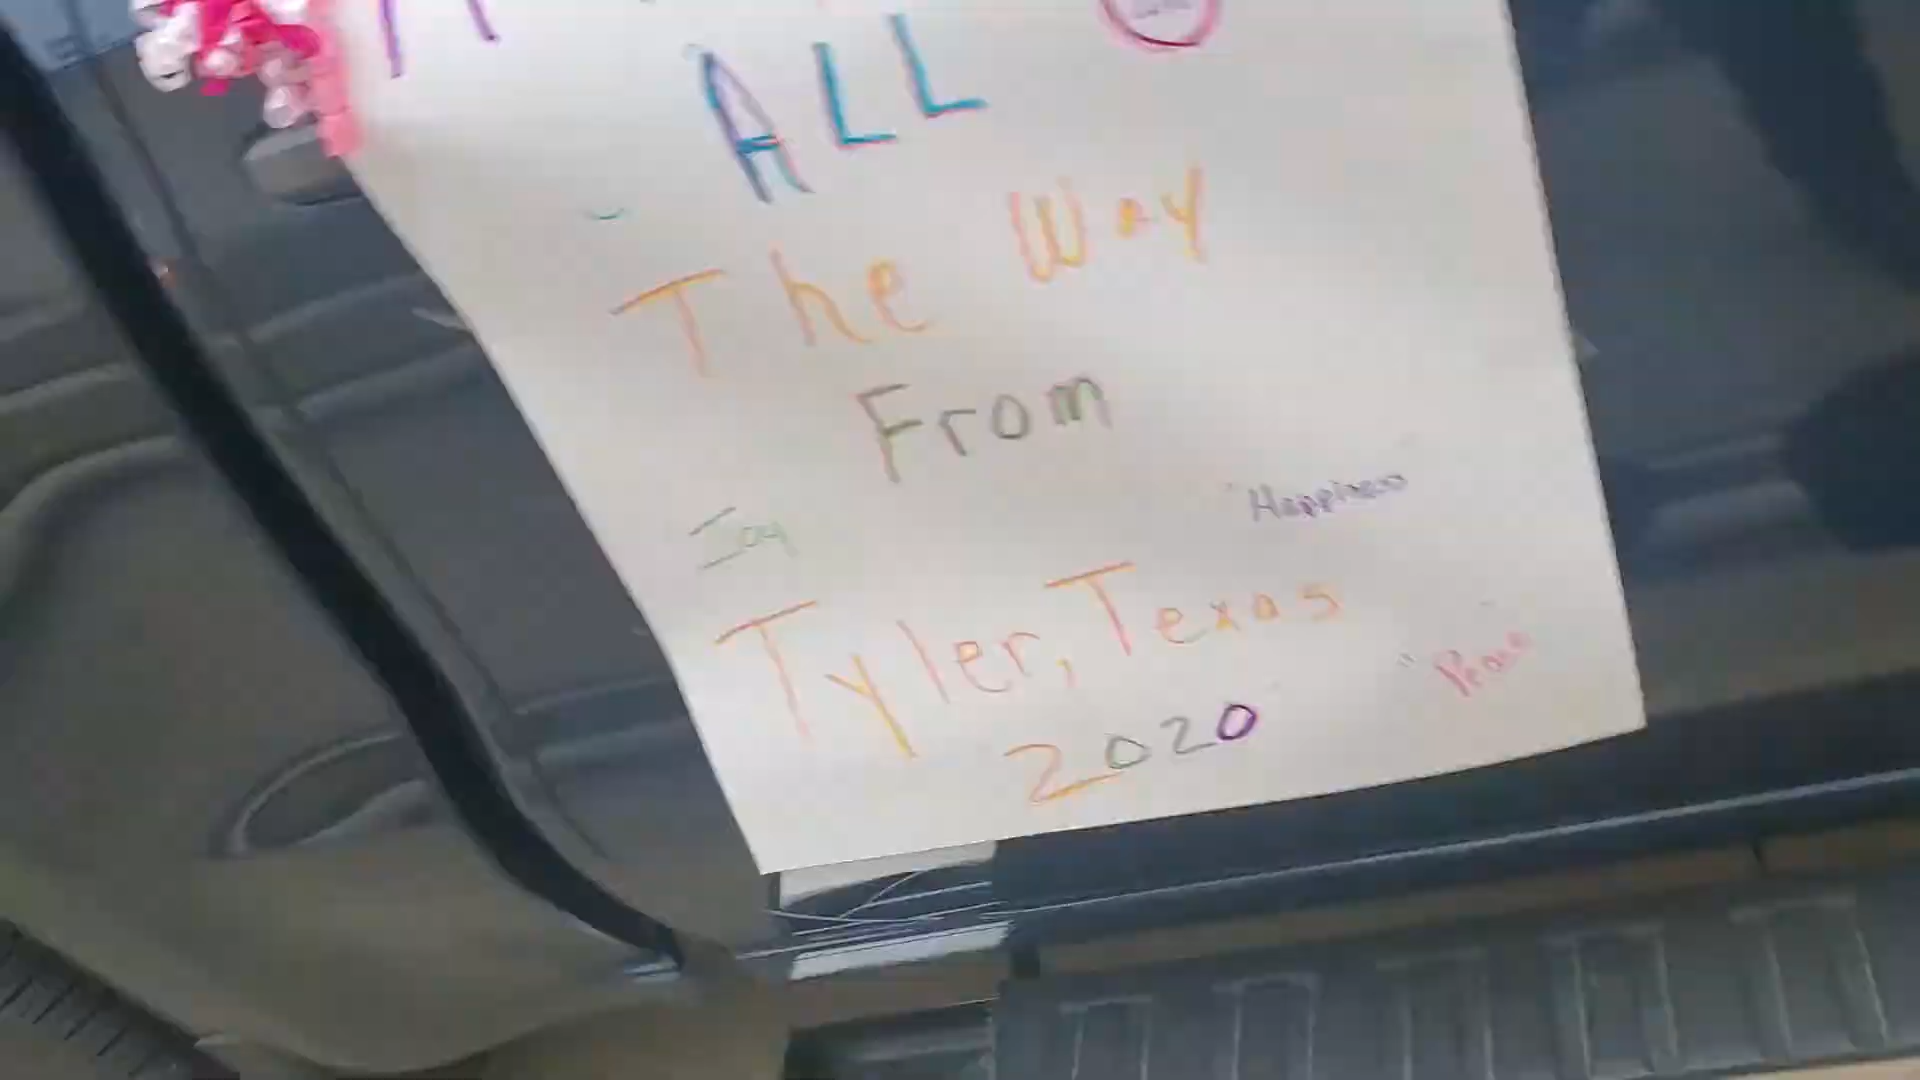 ALL
The Way
From
Joy
"Happiness"
Tyler, Texas
"Peace"
2020